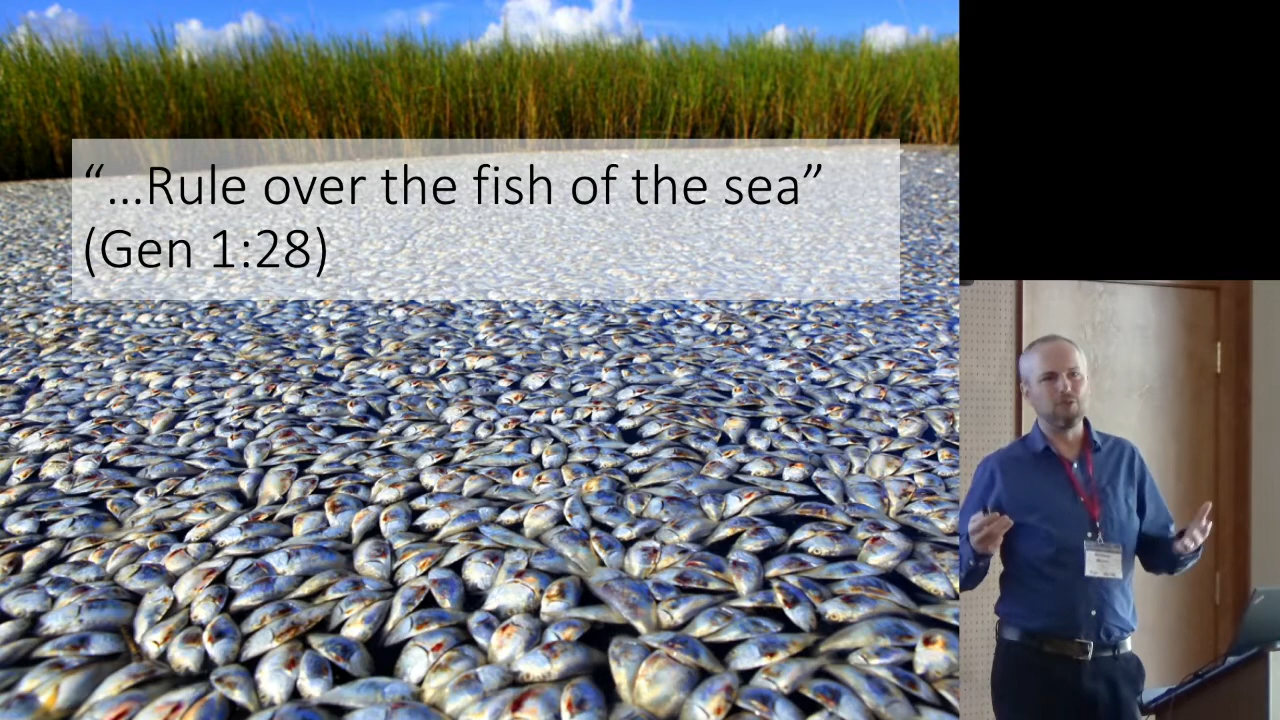 “...Rule over the fish of the sea”
(Gen 1:28)